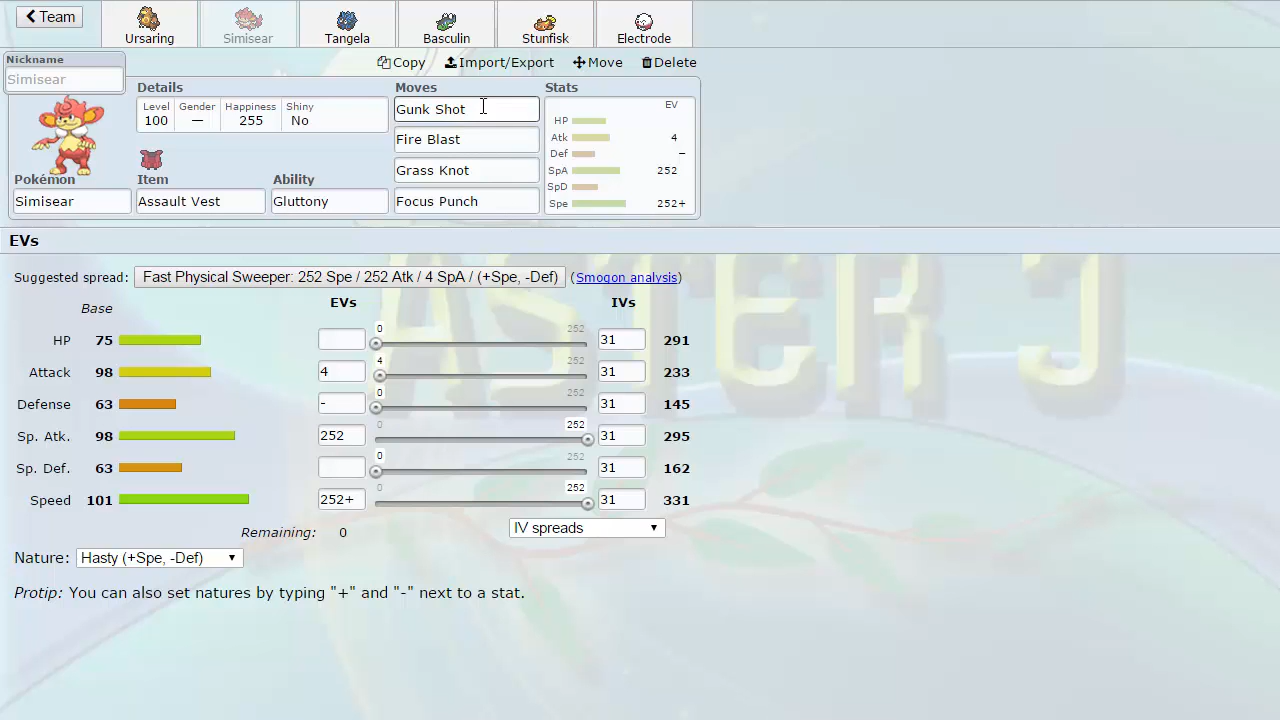 Team
Ursaring
Simisear
Tangela
Basculin
Stunfisk
Electrode
Copy
Import/Export
Move
Delete
Nickname
Simisear
Details
Level
100
Gender
—
Happiness
255
Shiny
No
Moves
Gunk Shot
Fire Blast
Grass Knot
Focus Punch
Stats
EV
HP
Atk 4
Def –
SpA 252
SpD
Spe 252+
Pokémon
Simisear
Item
Assault Vest
Ability
Gluttony
EVs
Suggested spread: Fast Physical Sweeper: 252 Spe / 252 Atk / 4 SpA / (+Spe, -Def) (Smogon analysis)
Base EVs IVs
0 252
HP 75 31 291
4 252
Attack 98 4 31 233
0 252
Defense 63 - 31 145
0 252
Sp. Atk. 98 252 31 295
0 252
Sp. Def. 63 31 162
0 252
Speed 101 252+ 31 331
Remaining: 0 IV spreads
Nature: Hasty (+Spe, -Def)
Protip: You can also set natures by typing "+" and "-" next to a stat.
ASTER J